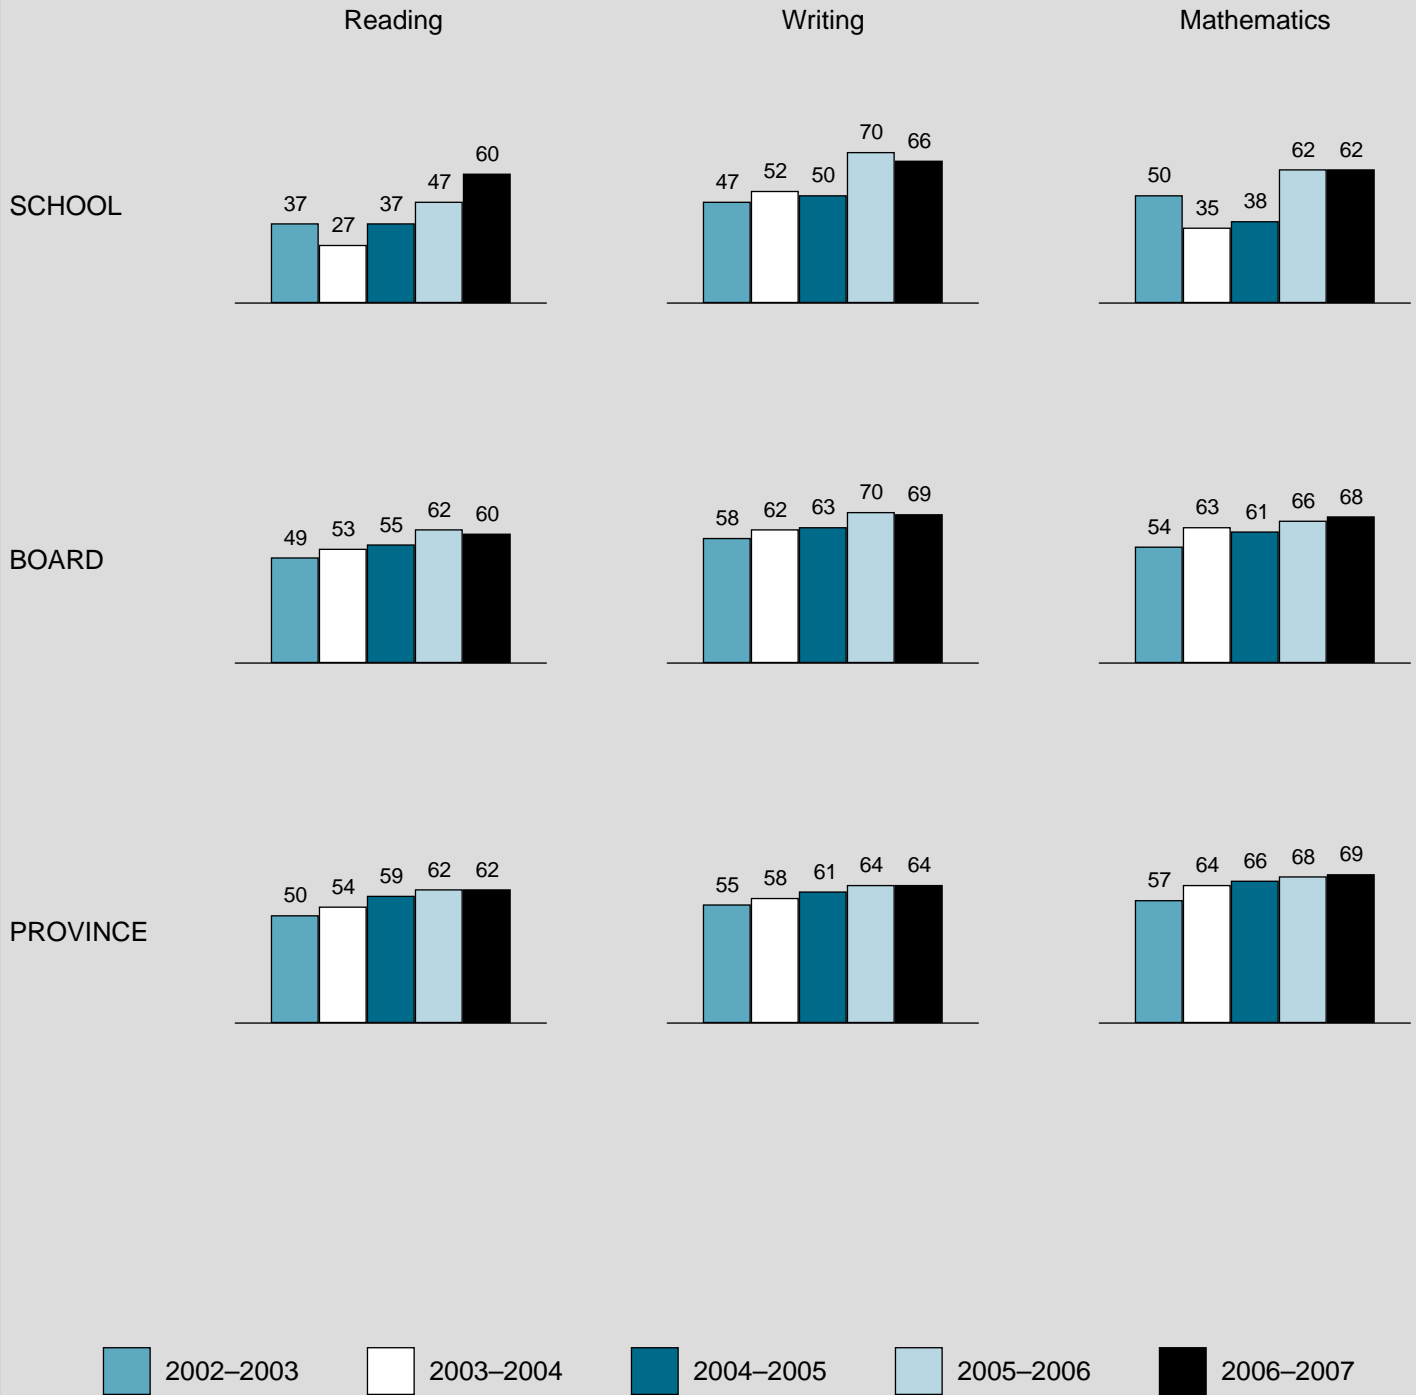 Reading Writing Mathematics
SCHOOL
37 27 37 47 60
47 52 50 70 66
50 35 38 62 62
BOARD
49 53 55 62 60
58 62 63 70 69
54 63 61 66 68
PROVINCE
50 54 59 62 62
55 58 61 64 64
57 64 66 68 69
2002–2003 2003–2004 2004–2005 2005–2006 2006–2007